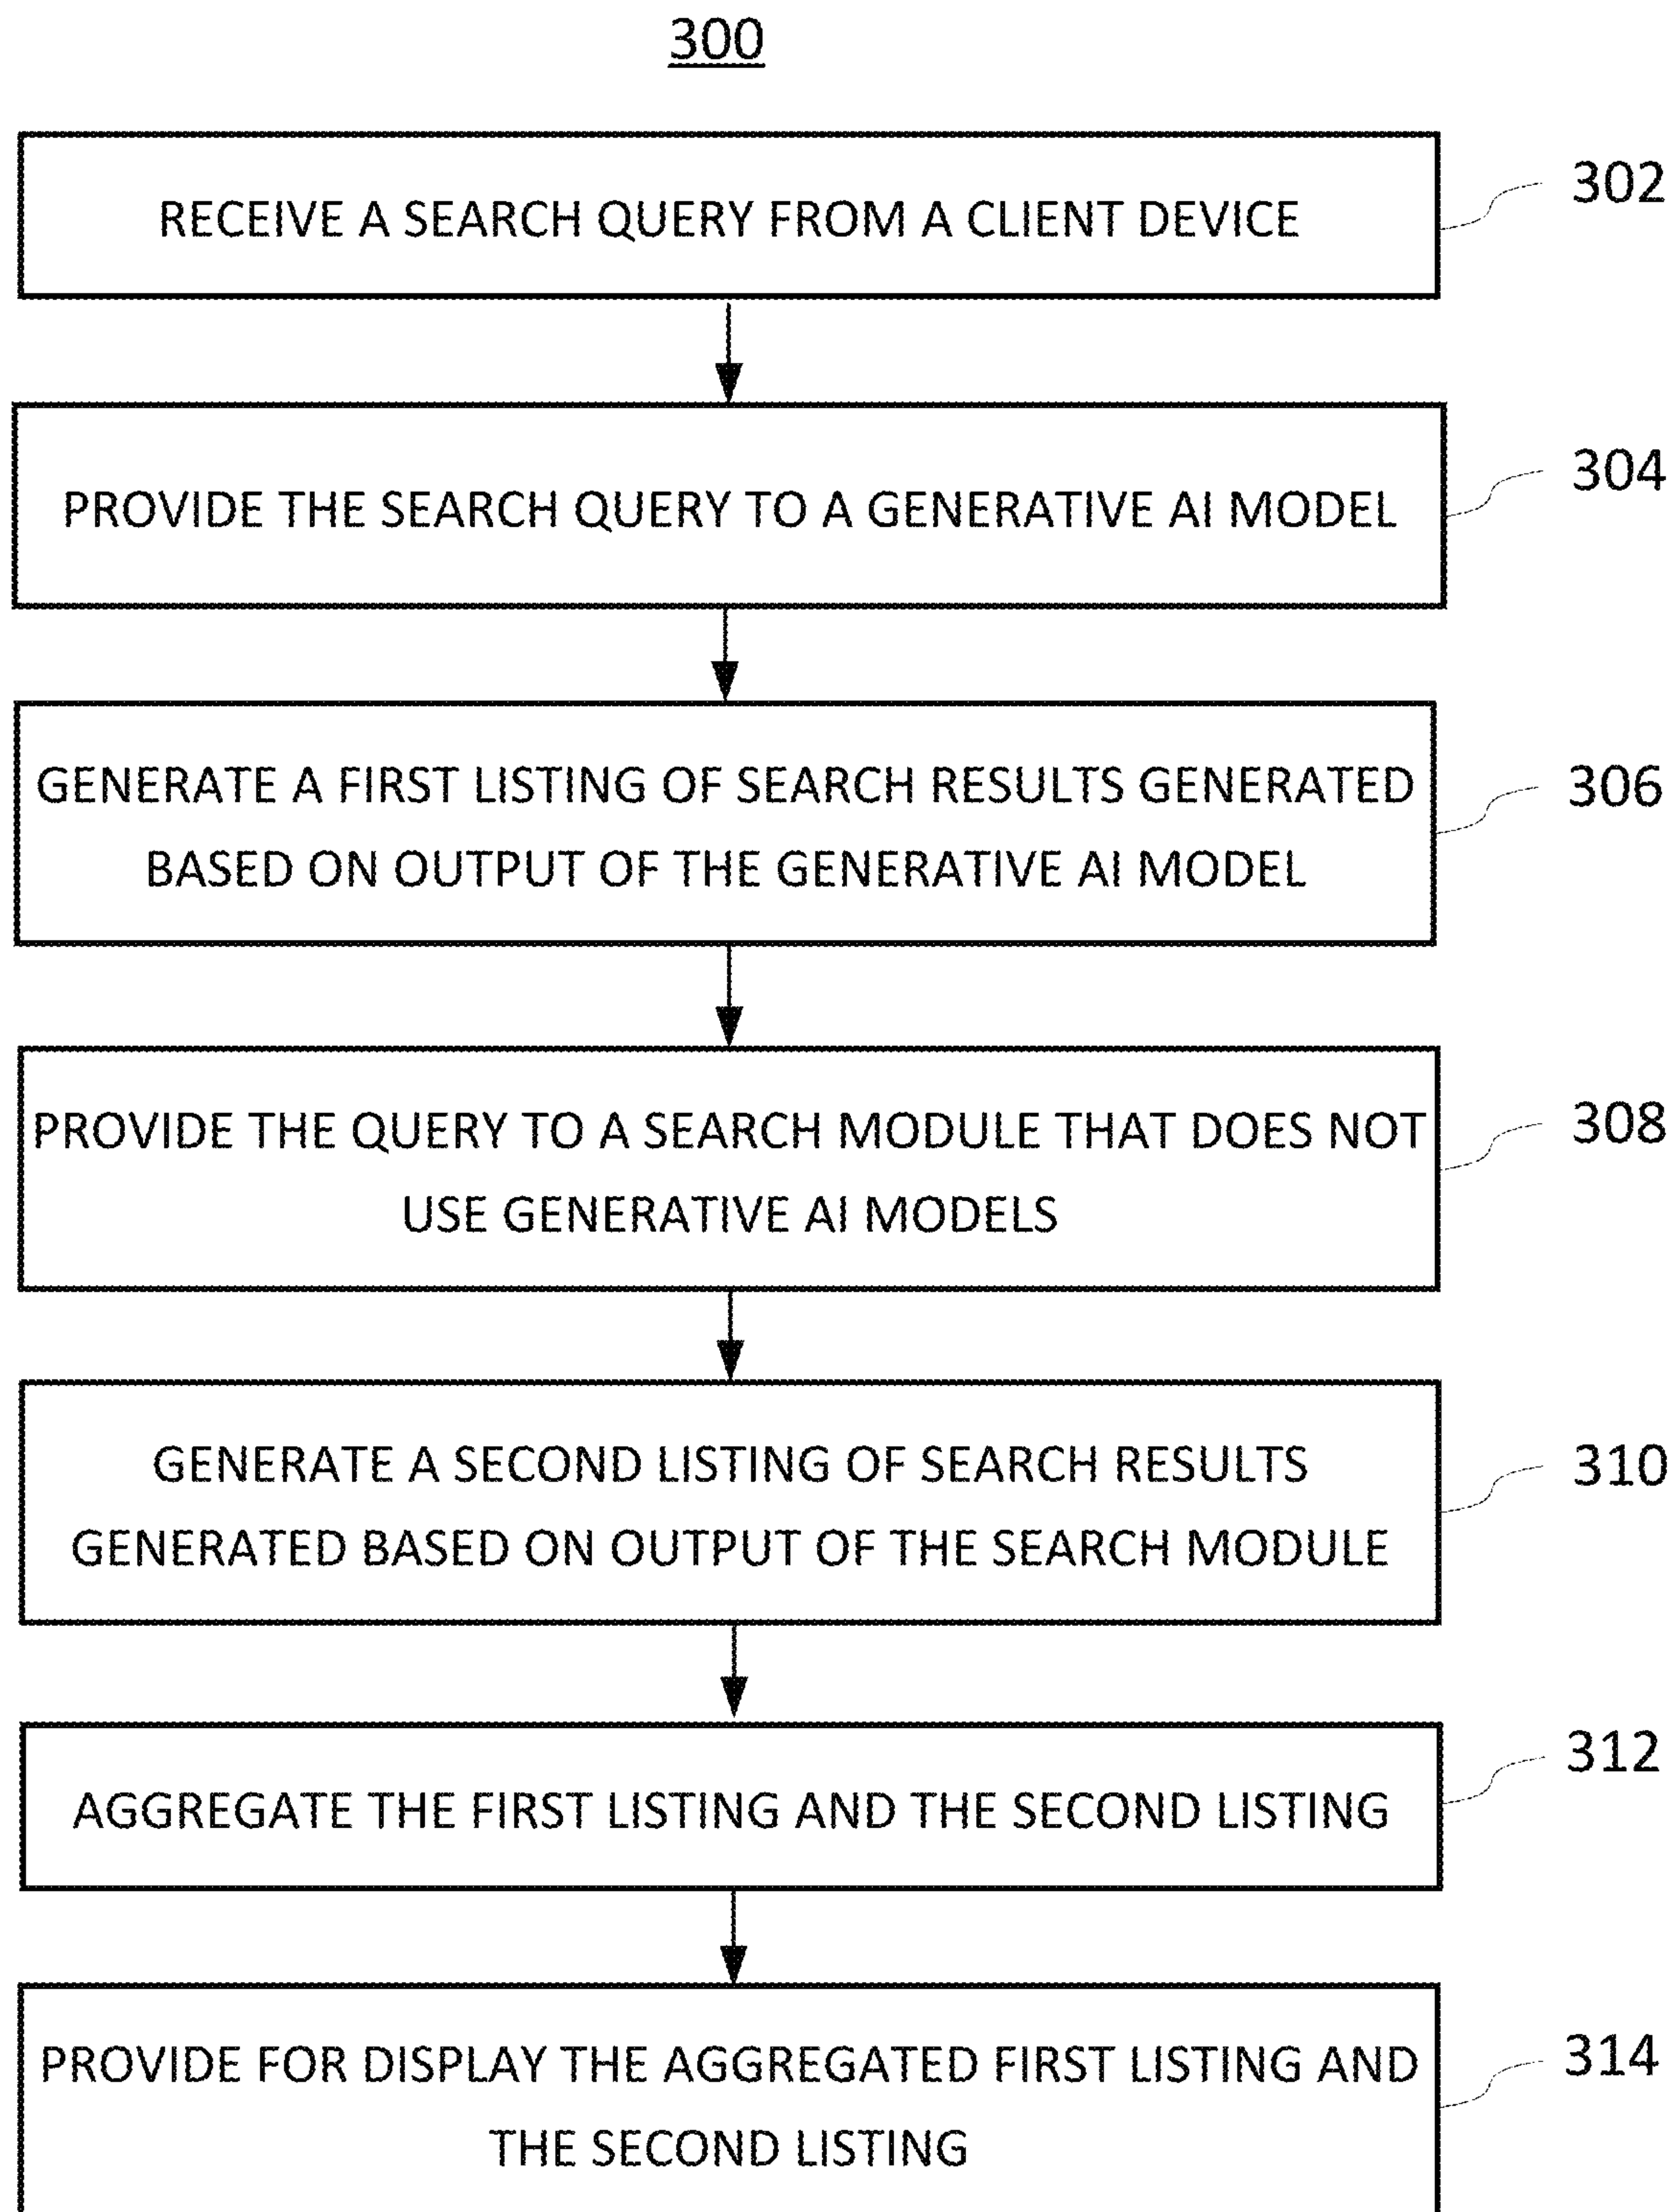 300
RECEIVE A SEARCH QUERY FROM A CLIENT DEVICE
302
PROVIDE THE SEARCH QUERY TO A GENERATIVE AI MODEL
304
GENERATE A FIRST LISTING OF SEARCH RESULTS GENERATED
BASED ON OUTPUT OF THE GENERATIVE AI MODEL
306
PROVIDE THE QUERY TO A SEARCH MODULE THAT DOES NOT
USE GENERATIVE AI MODELS
308
GENERATE A SECOND LISTING OF SEARCH RESULTS
GENERATED BASED ON OUTPUT OF THE SEARCH MODULE
310
AGGREGATE THE FIRST LISTING AND THE SECOND LISTING
312
PROVIDE FOR DISPLAY THE AGGREGATED FIRST LISTING AND
THE SECOND LISTING
314